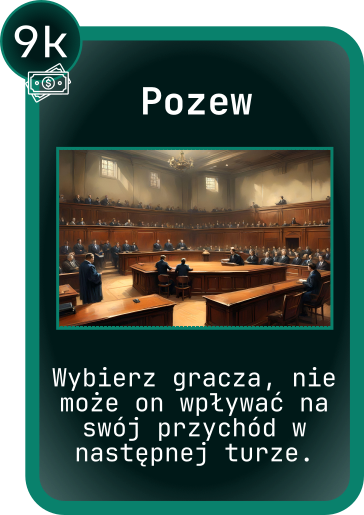 9k
$
Pozew
Wybierz gracza, nie
może on wpływać na
swój przychód w
następnej turze.